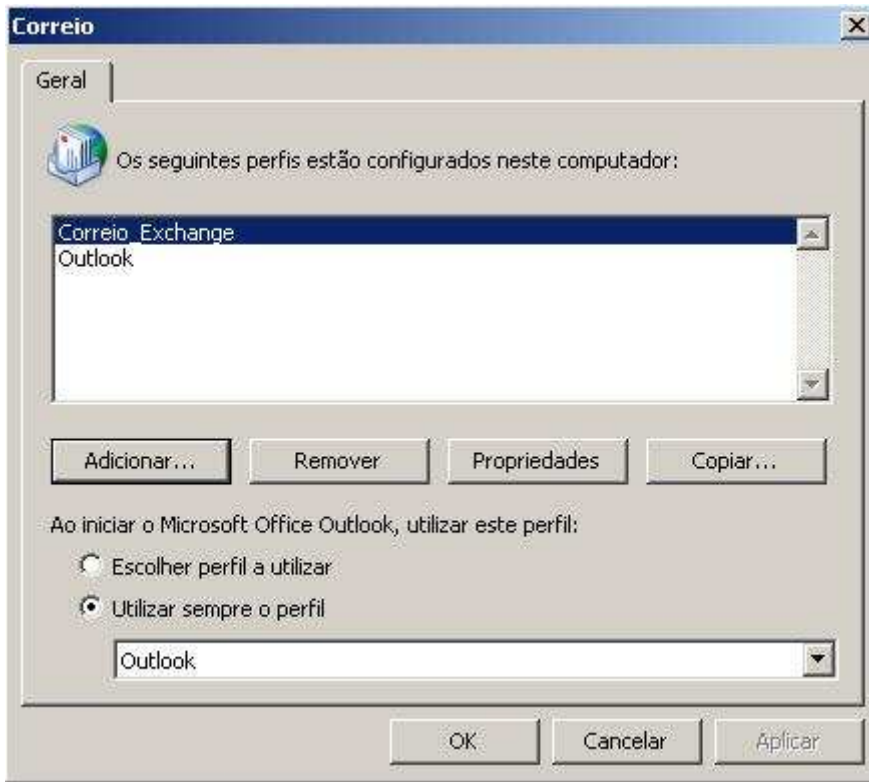 Correio
Geral
Os seguintes perfis estão configurados neste computador:
Correio_Exchange
Outlook
Adicionar... Remover Propriedades Copiar...
Ao iniciar o Microsoft Office Outlook, utilizar este perfil:
Escolher perfil a utilizar
Utilizar sempre o perfil
Outlook
OK Cancelar Aplicar